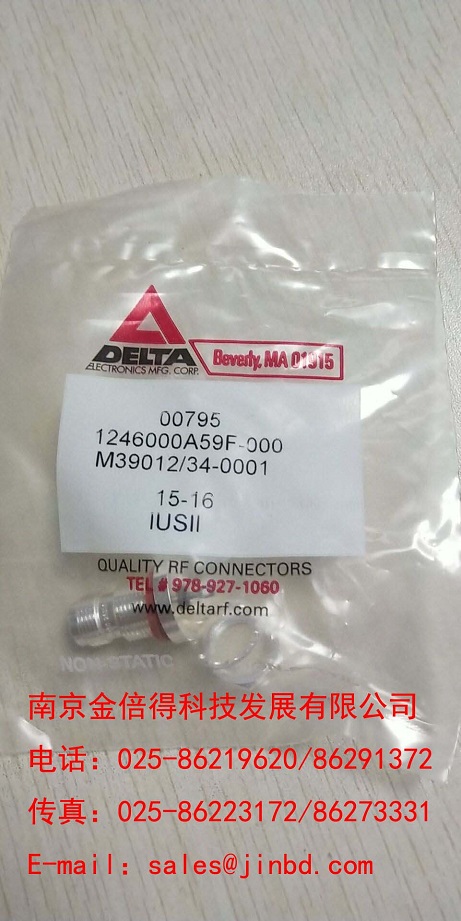 DELTA
ELECTRONICS MFG. CORP.
Beverly, MA 01915
00795
1246000A59F-000
M39012/34-0001
15-16
IUSII
QUALITY RF CONNECTORS
TEL # 978-927-1060
www.deltarf.com
NON-STATIC
南京金倍得科技发展有限公司
电话：025-86219620/86291372
传真：025-86223172/86273331
E-mail：sales@jinbd.com